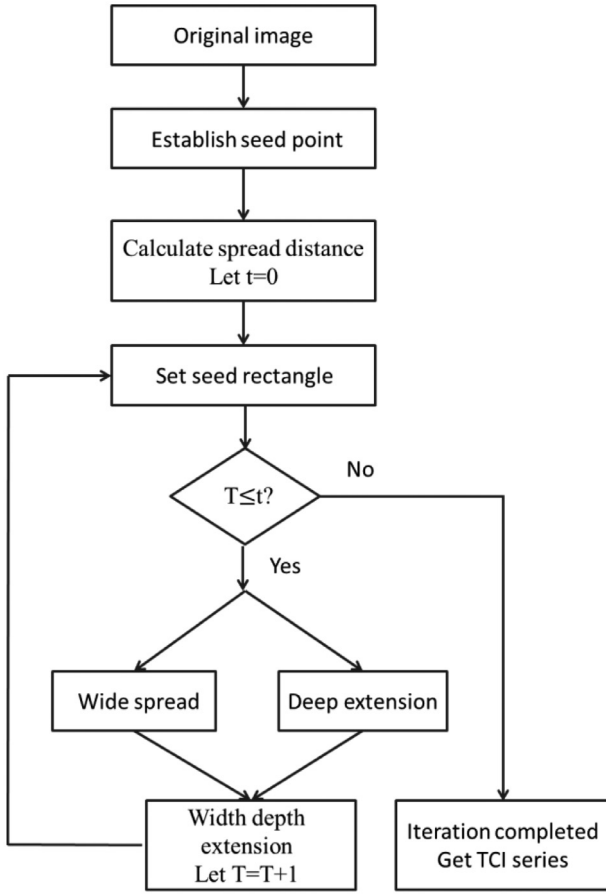 Original image
Establish seed point
Calculate spread distance
Let t=0
Set seed rectangle
T≤t?
No
Yes
Wide spread
Deep extension
Width depth
extension
Let T=T+1
Iteration completed
Get TCI series